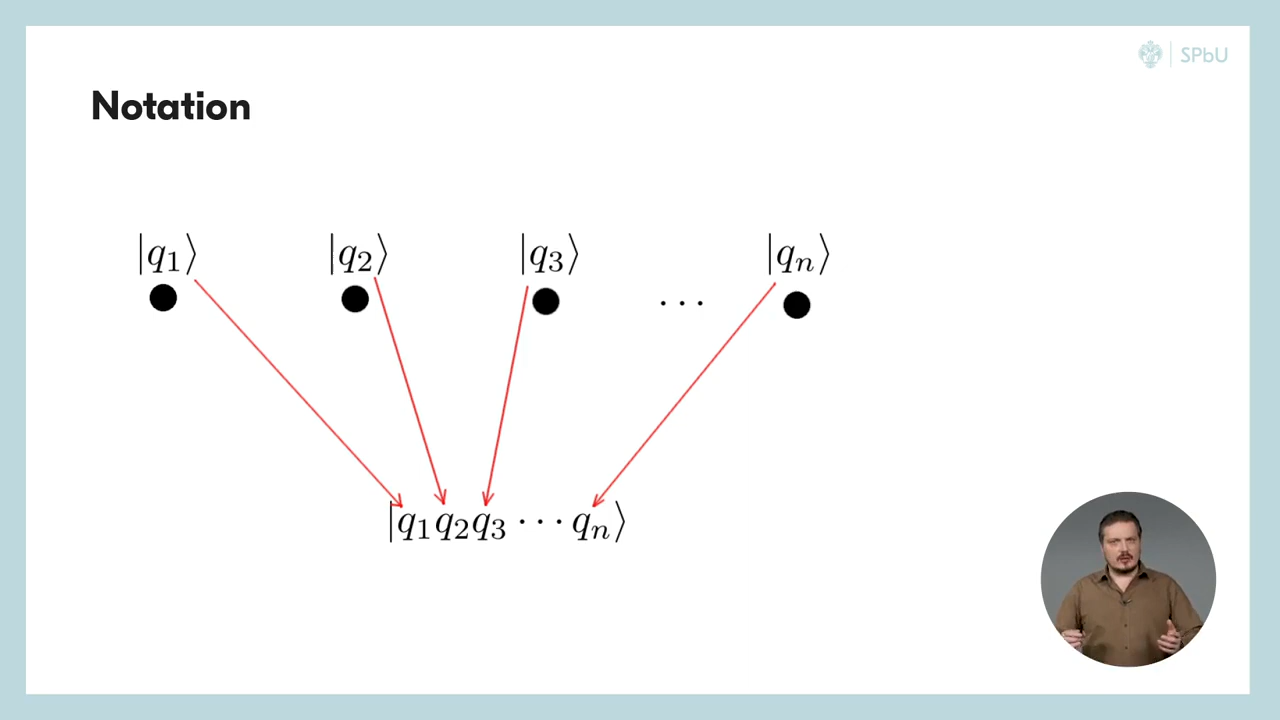 SPbU
Notation
|q₁⟩ |q₂⟩ |q₃⟩ ··· |qₙ⟩
|q₁q₂q₃ ··· qₙ⟩